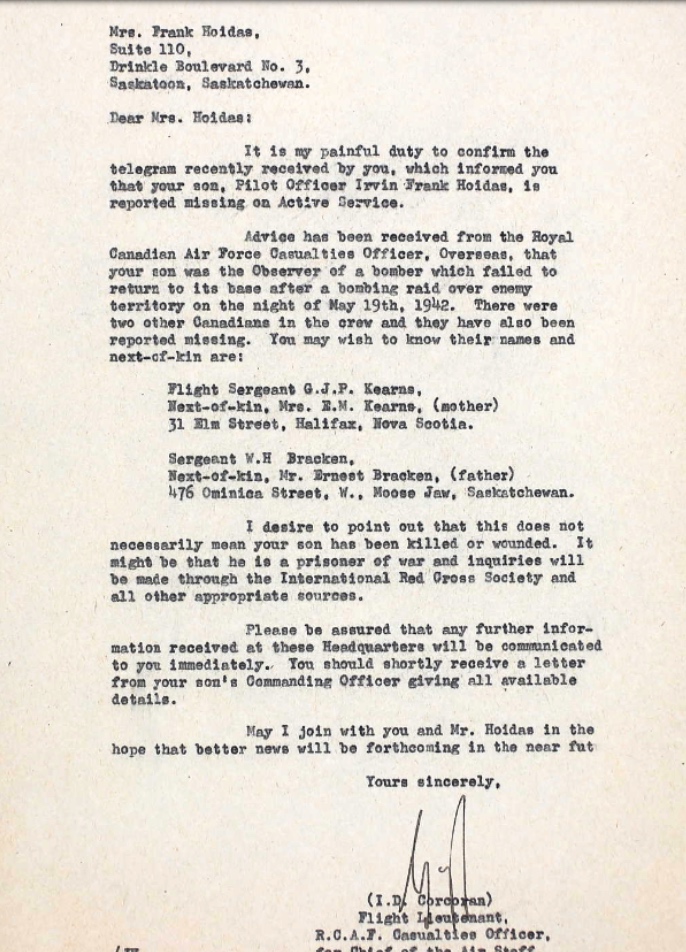 Mrs. Frank Hoidas,
Suite 110,
Drinkle Boulevard No. 3,
Saskatoon, Saskatchewan.
Dear Mrs. Hoidas:
It is my painful duty to confirm the
telegram recently received by you, which informed you
that your son, Pilot Officer Irvin Frank Hoidas, is
reported missing on Active Service.
Advice has been received from the Royal
Canadian Air Force Casualties Officer, Overseas, that
your son was the Observer of a bomber which failed to
return to its base after a bombing raid over enemy
territory on the night of May 19th, 1942. There were
two other Canadians in the crew and they have also been
reported missing. You may wish to know their names and
next-of-kin are:
Flight Sergeant G.J.P. Kearns,
Next-of-kin, Mrs. E.M. Kearns, (mother)
31 Elm Street, Halifax, Nova Scotia.
Sergeant W.H Bracken,
Next-of-kin, Mr. Ernest Bracken, (father)
476 Ominica Street, W., Moose Jaw, Saskatchewan.
I desire to point out that this does not
necessarily mean your son has been killed or wounded. It
might be that he is a prisoner of war and inquiries will
be made through the International Red Cross Society and
all other appropriate sources.
Please be assured that any further infor-
mation received at these Headquarters will be communicated
to you immediately. You should shortly receive a letter
from your son's Commanding Officer giving all available
details.
May I join with you and Mr. Hoidas in the
hope that better news will be forthcoming in the near fut
Yours sincerely,
(I.D. Corcoran)
Flight Lieutenant,
R.C.A.F. Casualties Officer,
for Chief of the Air Staff